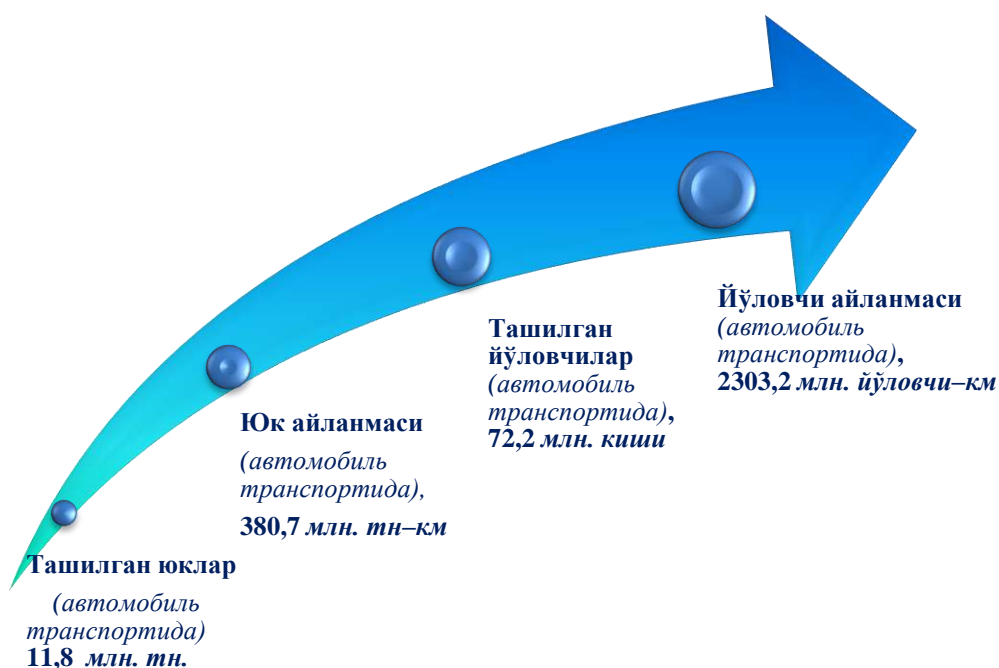 Ташилган юклар
(автомобиль
транспортида)
11,8 млн. тн.
Юк айланмаси
(автомобиль
транспортида),
380,7 млн. тн–км
Ташилган
йўловчилар
(автомобиль
транспортида),
72,2 млн. киши
Йўловчи айланмаси
(автомобиль
транспортида),
2303,2 млн. йўловчи–км